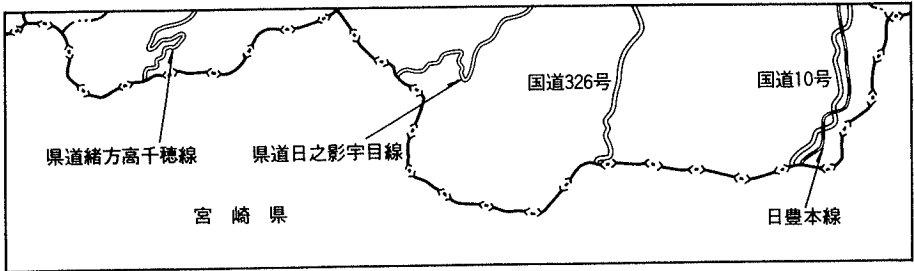 国道326号
国道10号
県道緒方高千穂線
県道日之影宇目線
宮崎県
日豊本線